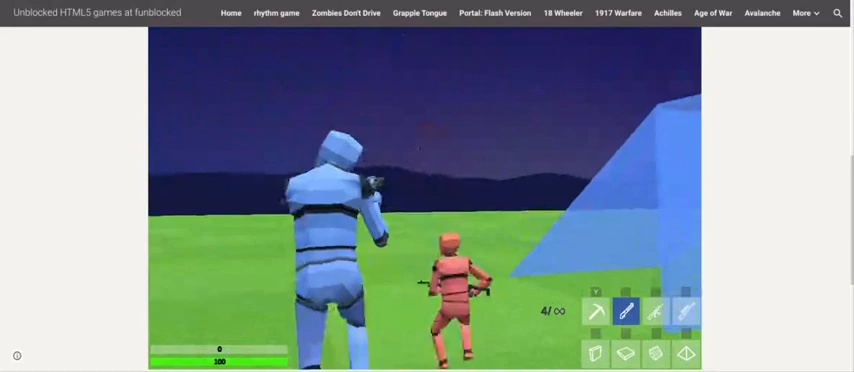 Unblocked HTML5 games at funblocked
Home rhythm game Zombies Don't Drive Grapple Tongue Portal: Flash Version 18 Wheeler 1917 Warfare Achilles Age of War Avalanche More
4/∞
0
100